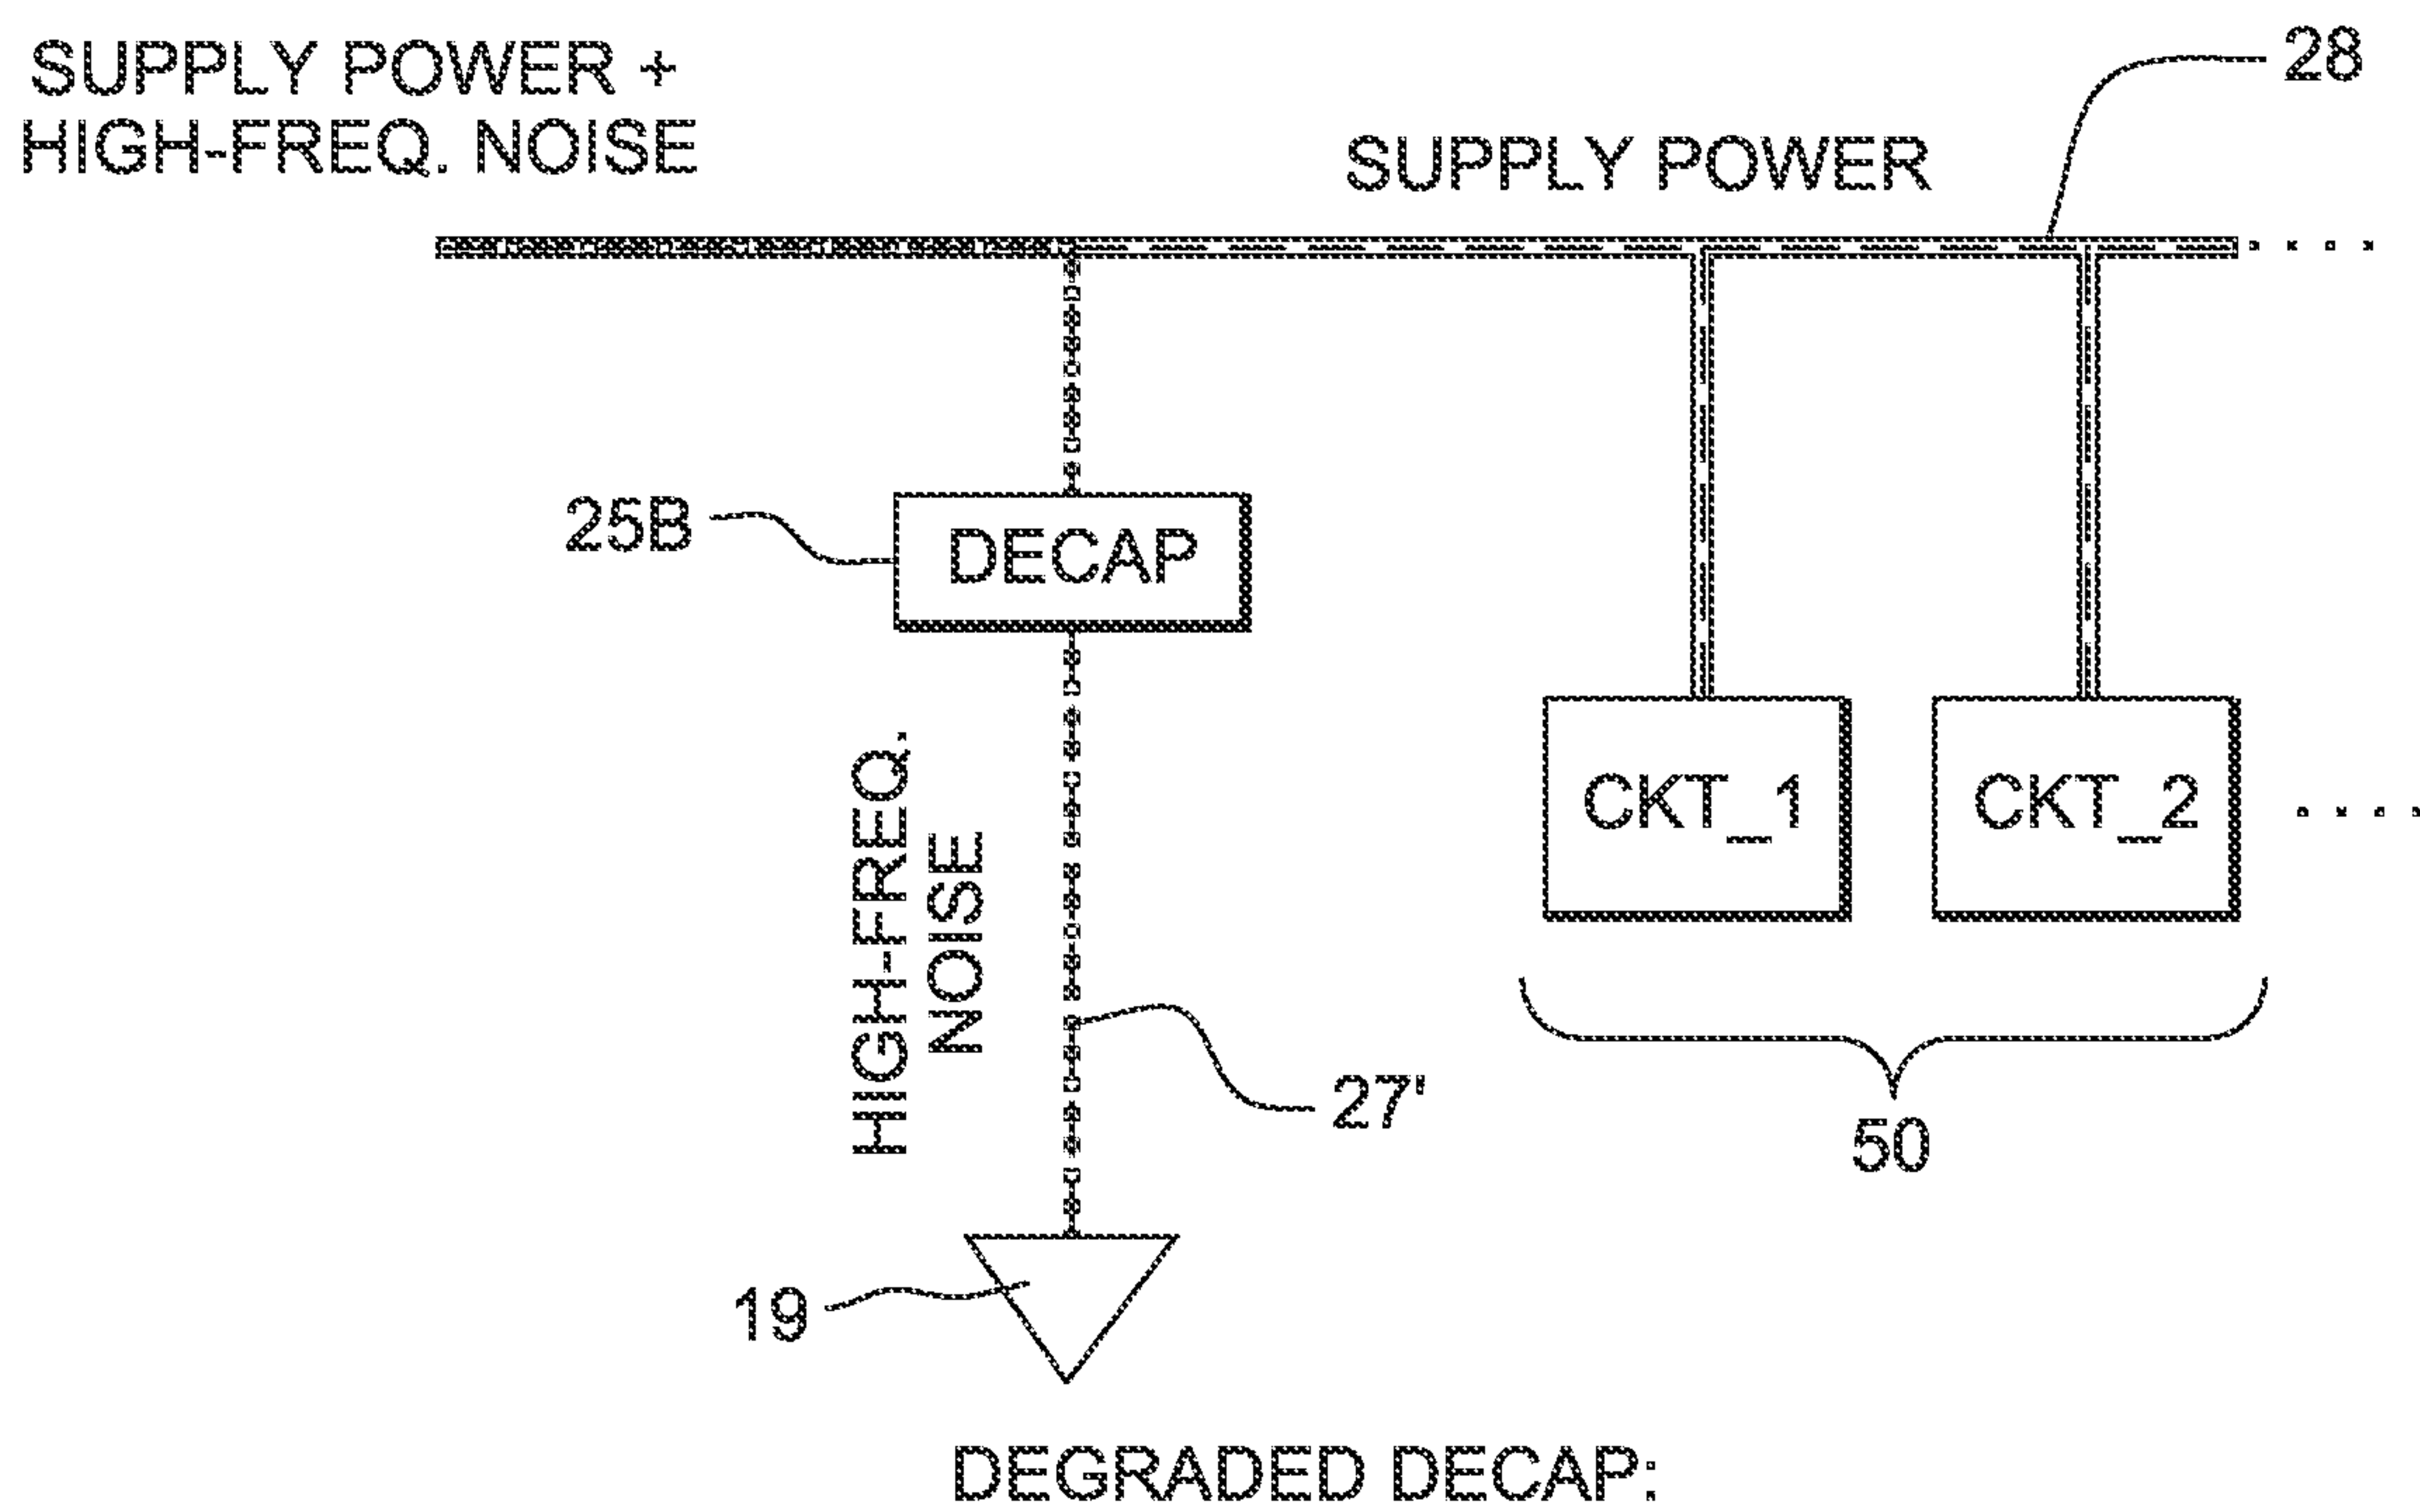 SUPPLY POWER +
HIGH-FREQ. NOISE
28
SUPPLY POWER
25B
DECAP
HIGH-FREQ.
NOISE
CKT_1
CKT_2
27'
50
19
DEGRADED DECAP: